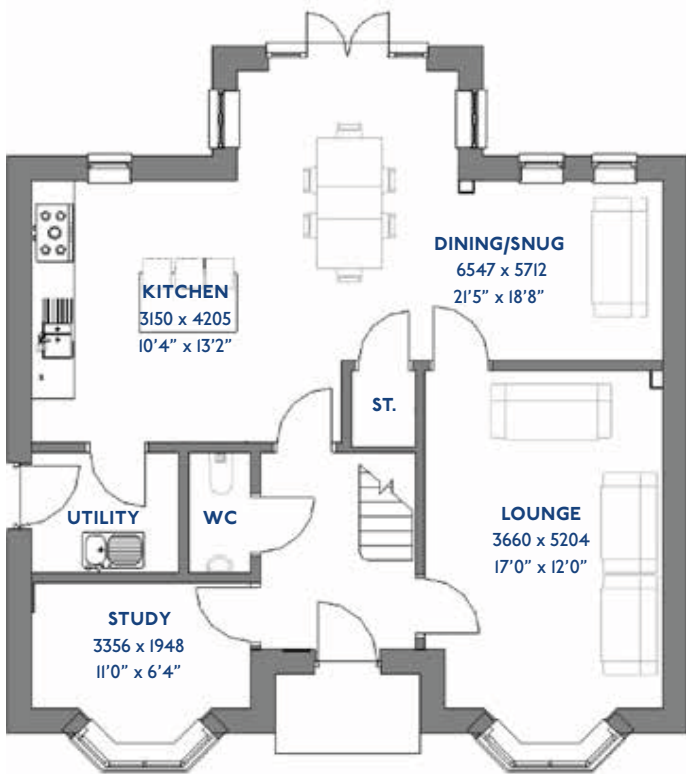 DINING/SNUG
6547 x 5712
21'5" x 18'8"
KITCHEN
3150 x 4205
10'4" x 13'2"
ST.
UTILITY
WC
LOUNGE
3660 x 5204
17'0" x 12'0"
STUDY
3356 x 1948
11'0" x 6'4"